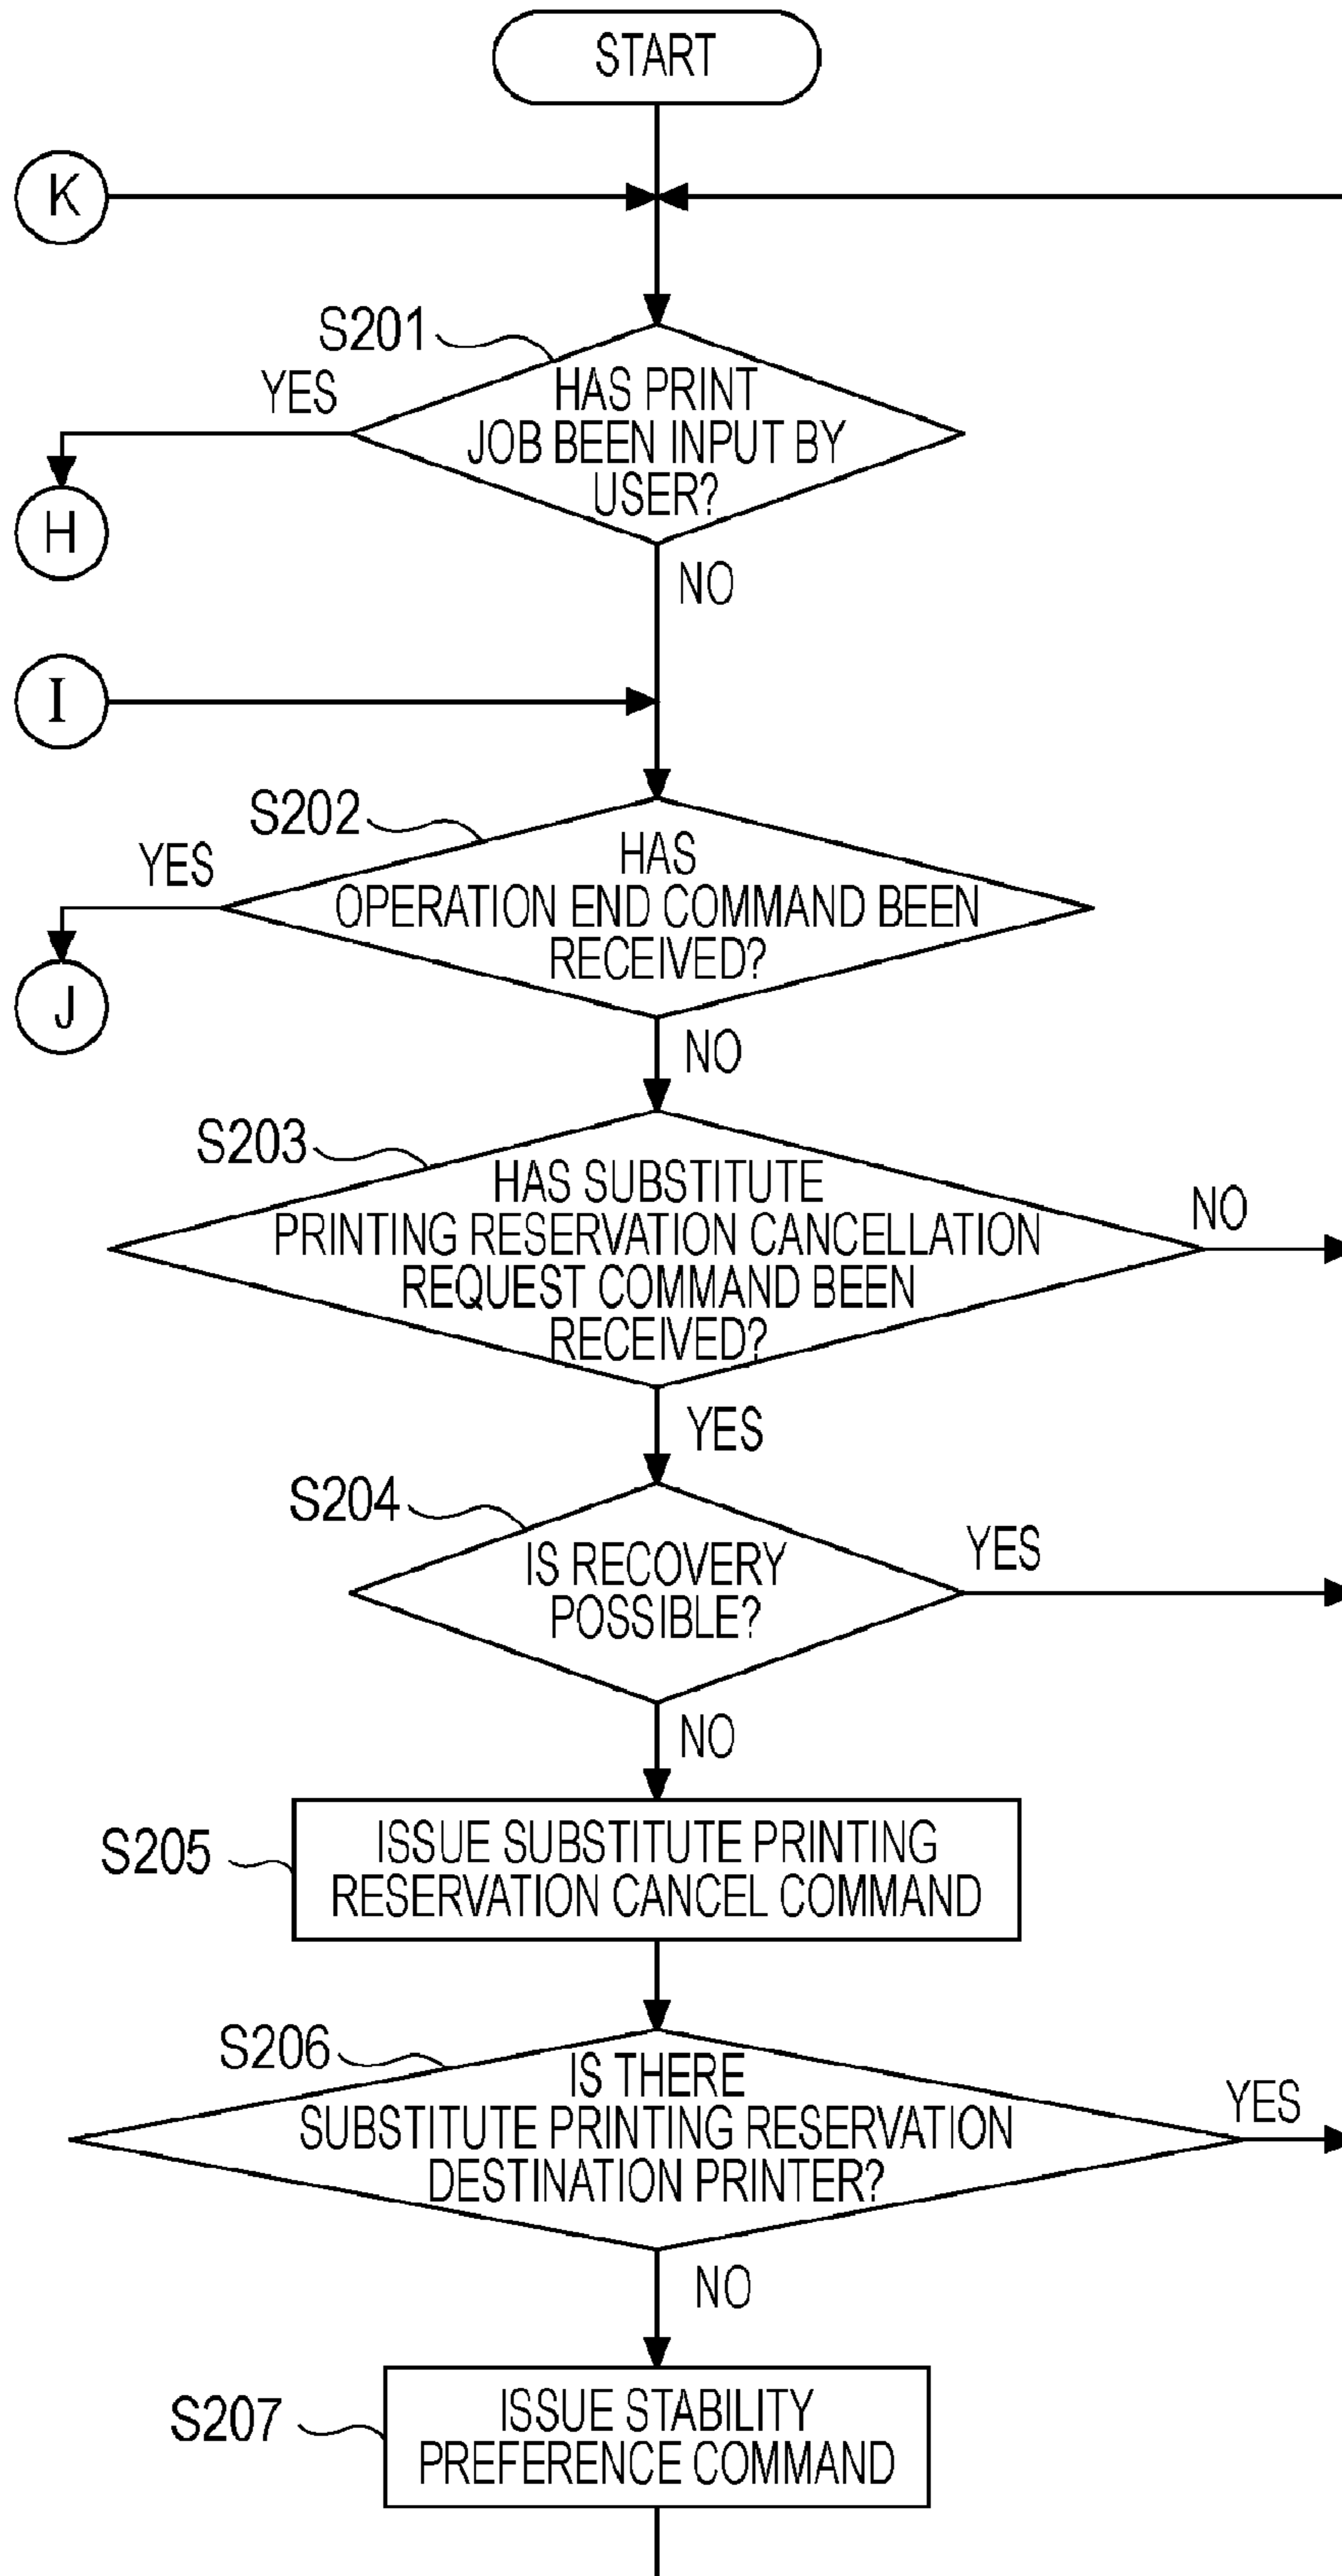 START
K
S201
YES
HAS PRINT
JOB BEEN INPUT BY
USER?
H
NO
I
S202
YES
HAS
OPERATION END COMMAND BEEN
RECEIVED?
J
NO
S203
HAS SUBSTITUTE
PRINTING RESERVATION CANCELLATION
REQUEST COMMAND BEEN
RECEIVED?
NO
YES
S204
IS RECOVERY
POSSIBLE?
YES
NO
S205
ISSUE SUBSTITUTE PRINTING
RESERVATION CANCEL COMMAND
S206
IS THERE
SUBSTITUTE PRINTING RESERVATION
DESTINATION PRINTER?
YES
NO
S207
ISSUE STABILITY
PREFERENCE COMMAND